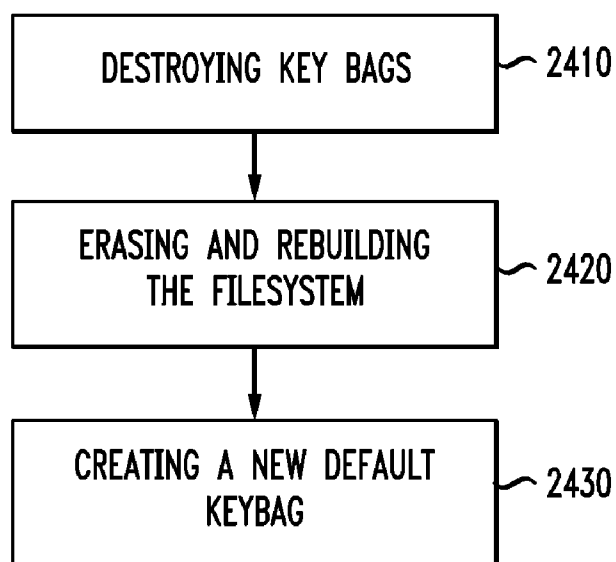 DESTROYING KEY BAGS
2410
ERASING AND REBUILDING
THE FILESYSTEM
2420
CREATING A NEW DEFAULT
KEYBAG
2430